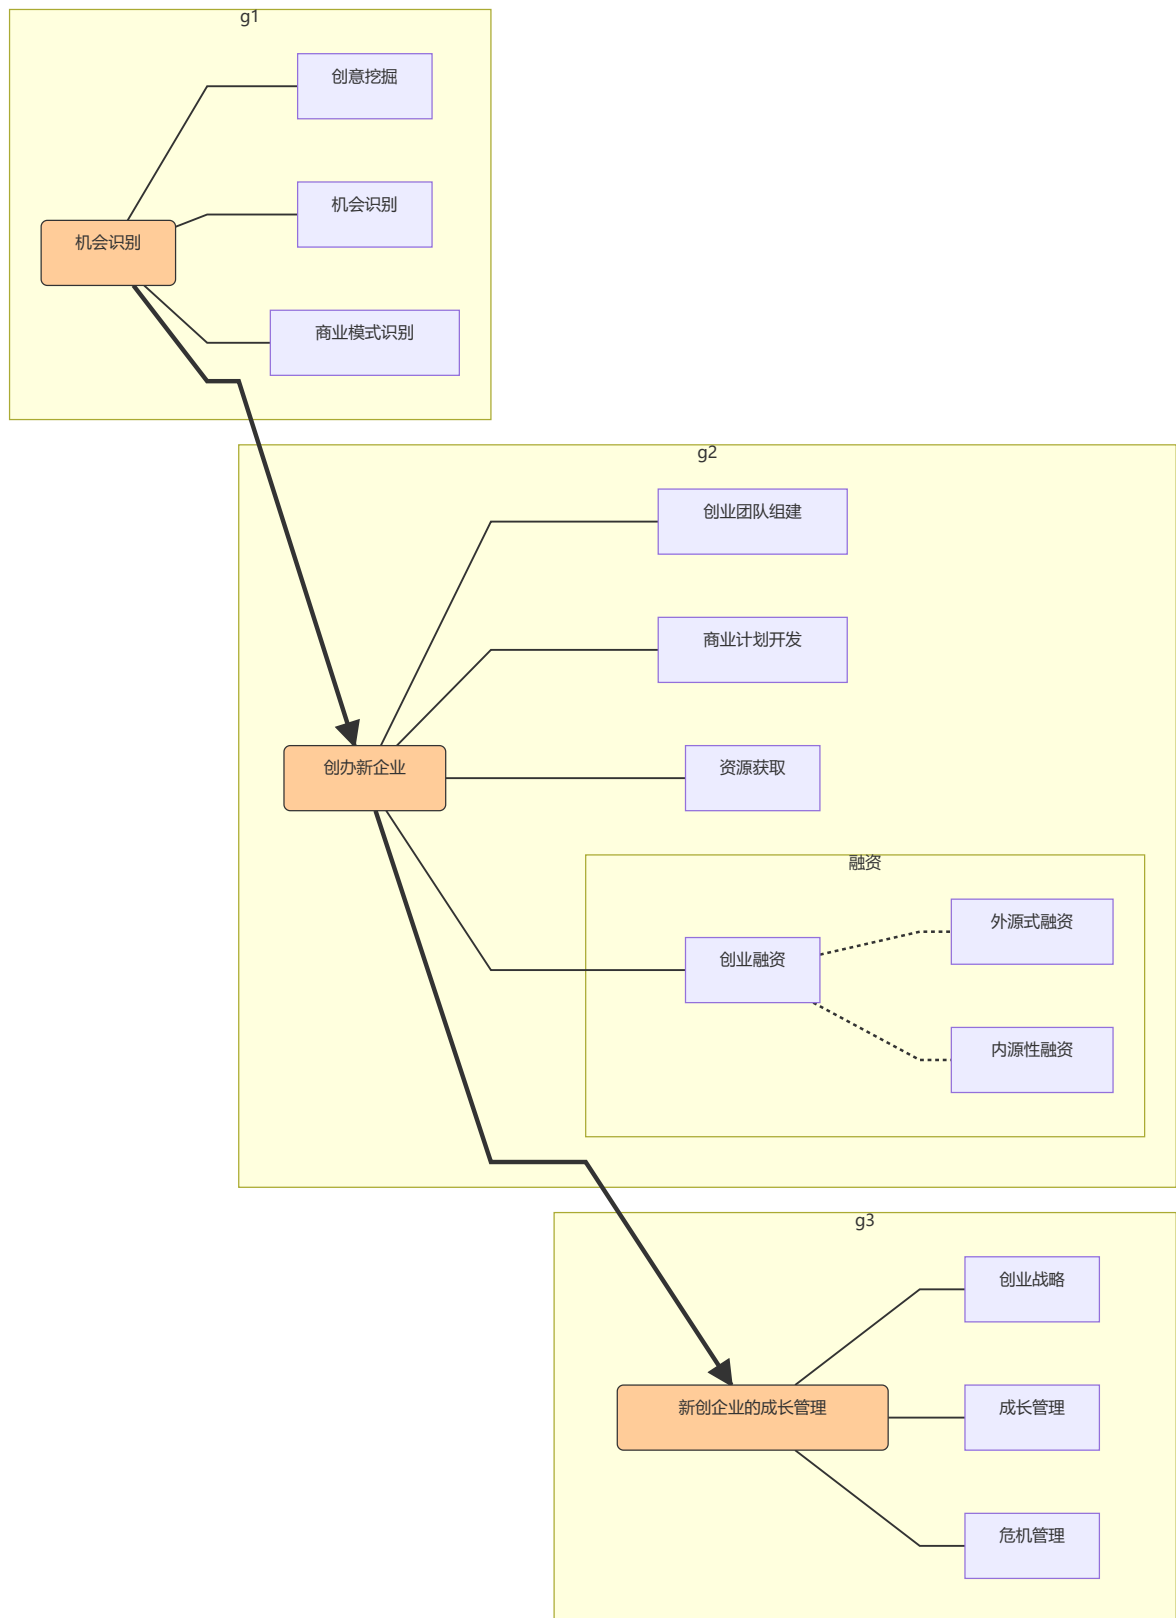 g1
创意挖掘
机会识别
机会识别
商业模式识别
g2
创业团队组建
商业计划开发
创办新企业
资源获取
融资
外源式融资
创业融资
内源性融资
g3
创业战略
新创企业的成长管理
成长管理
危机管理